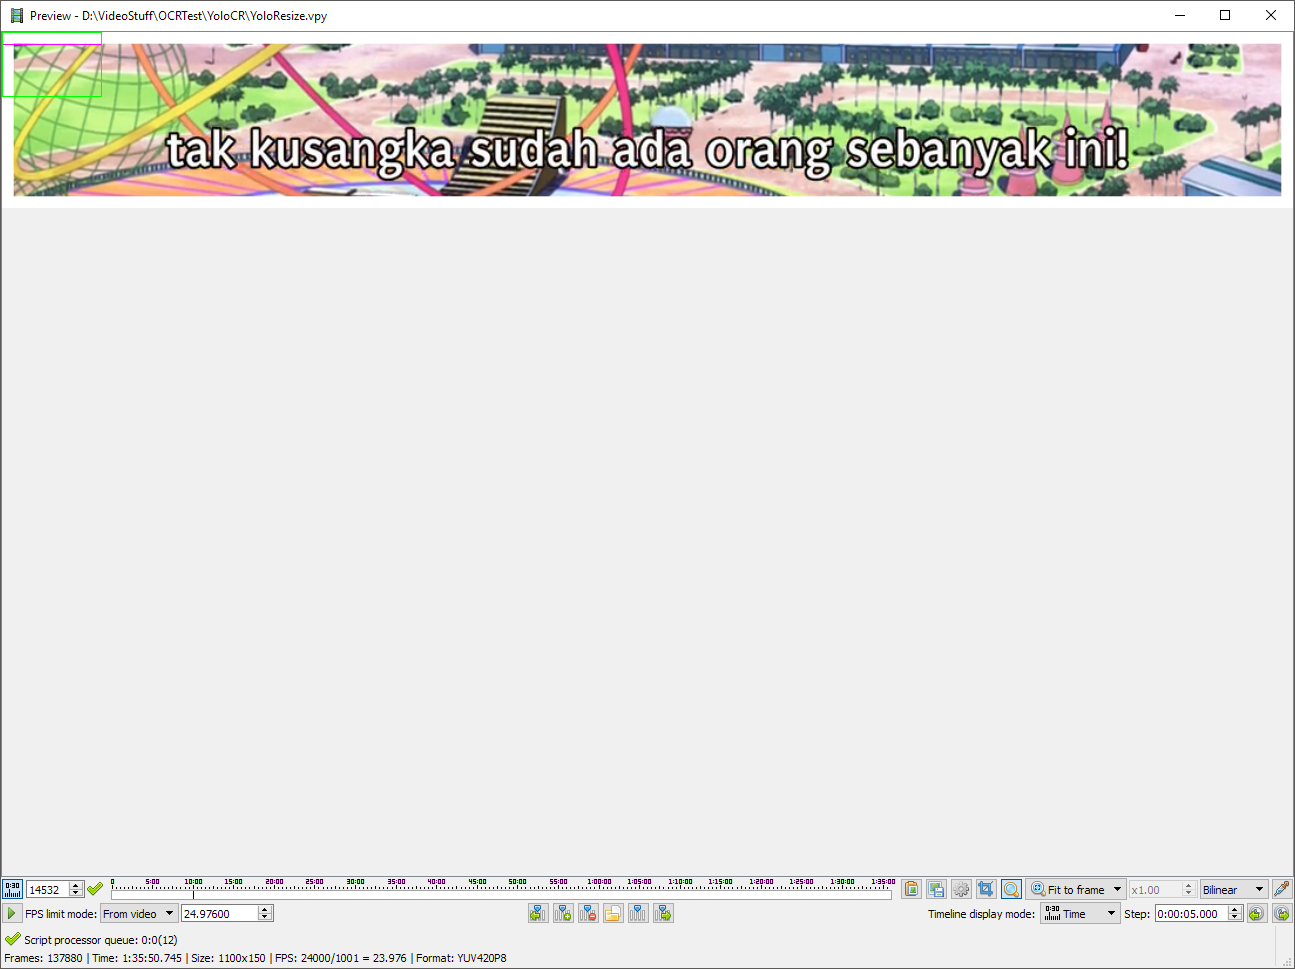 Preview - D:\VideoStuff\OCRTest\YoloCR\YoloResize.vpy
tak kusangka sudah ada orang sebanyak ini!
0:30 14532 0 5:00 10:00 15:00 20:00 25:00 30:00 35:00 40:00 45:00 50:00 55:00 1:00:00 1:05:00 1:10:00 1:15:00 1:20:00 1:25:00 1:30:00 1:35:00 Fit to frame x1.00 Bilinear
FPS limit mode: From video 24.97600 Timeline display mode: 0:30 Time Step: 0:00:05.000
Script processor queue: 0:0(12)
Frames: 137880 | Time: 1:35:50.745 | Size: 1100x150 | FPS: 24000/1001 = 23.976 | Format: YUV420P8